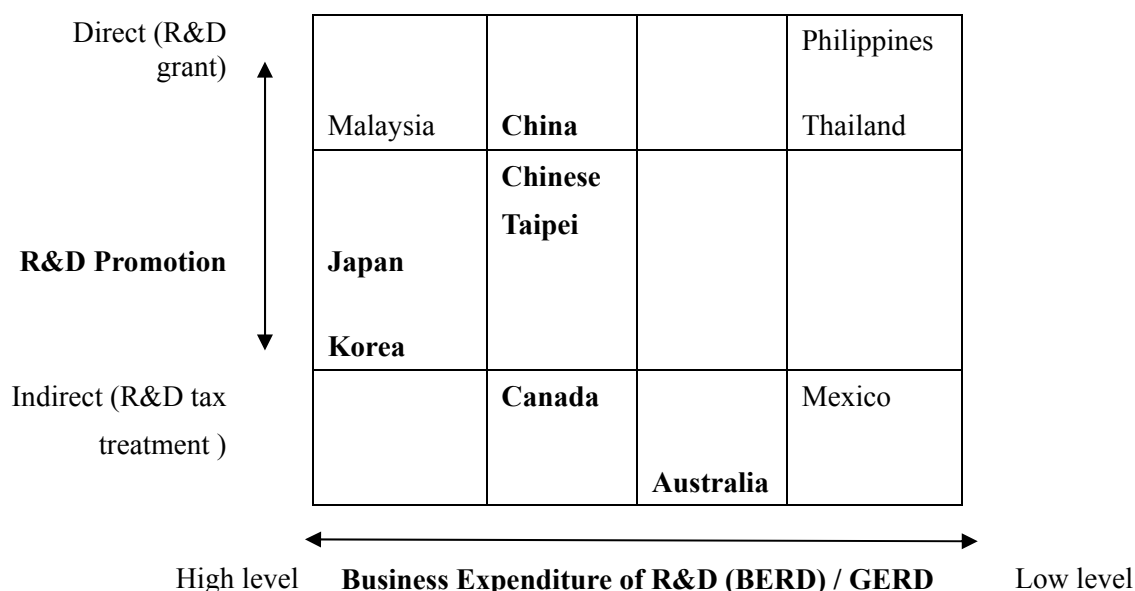 Direct (R&D
grant)
Philippines
Malaysia
China
Thailand
Chinese
Taipei
R&D Promotion
Japan
Korea
Indirect (R&D tax
treatment )
Canada
Mexico
Australia
High level
Business Expenditure of R&D (BERD) / GERD
Low level